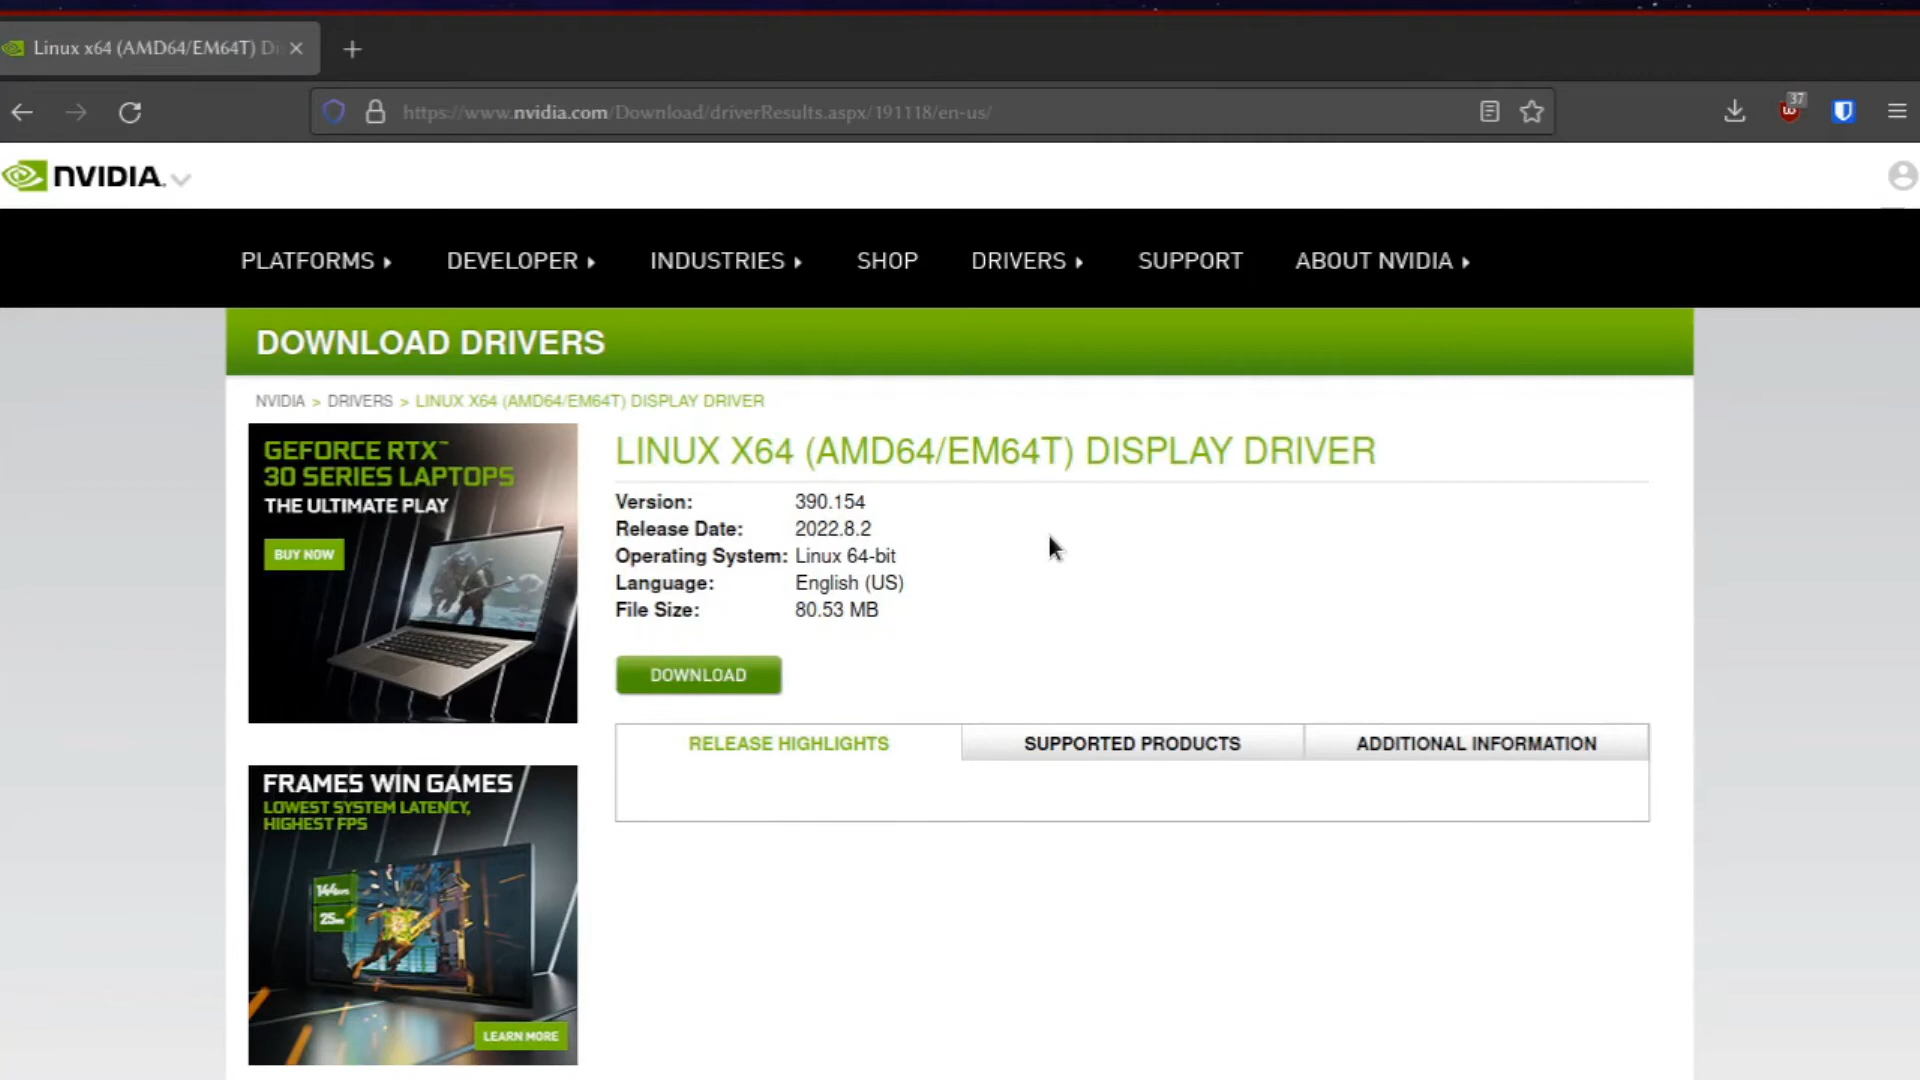 Linux x64 (AMD64/EM64T) Di
https://www.nvidia.com/Download/driverResults.aspx/191118/en-us/
37
NVIDIA.
PLATFORMS DEVELOPER INDUSTRIES SHOP DRIVERS SUPPORT ABOUT NVIDIA
DOWNLOAD DRIVERS
NVIDIA > DRIVERS > LINUX X64 (AMD64/EM64T) DISPLAY DRIVER
GEFORCE RTX™
30 SERIES LAPTOPS
THE ULTIMATE PLAY
BUY NOW
LINUX X64 (AMD64/EM64T) DISPLAY DRIVER
Version: 390.154
Release Date: 2022.8.2
Operating System: Linux 64-bit
Language: English (US)
File Size: 80.53 MB
DOWNLOAD
RELEASE HIGHLIGHTS SUPPORTED PRODUCTS ADDITIONAL INFORMATION
FRAMES WIN GAMES
LOWEST SYSTEM LATENCY,
HIGHEST FPS
LEARN MORE